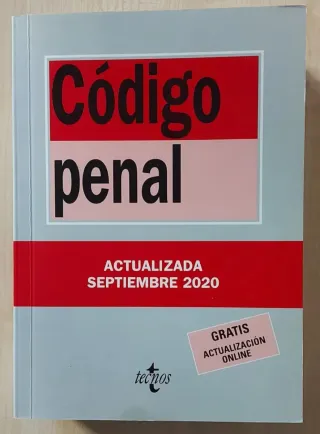 Código
penal
ACTUALIZADA
SEPTIEMBRE 2020
GRATIS
ACTUALIZACIÓN
ONLINE
tecnos